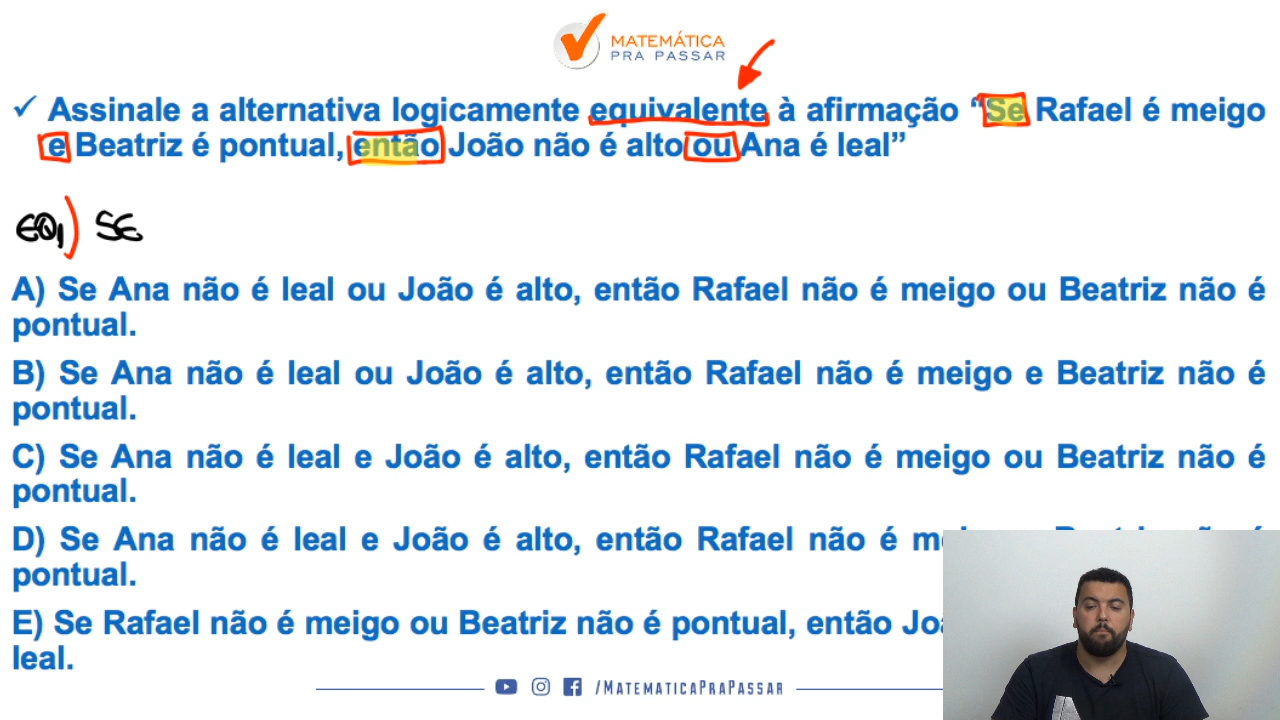 MATEMÁTICA
PRA PASSAR
✓ Assinale a alternativa logicamente equivalente à afirmação “Se Rafael é meigo
e Beatriz é pontual, então João não é alto ou Ana é leal”
EQ1) SE
A) Se Ana não é leal ou João é alto, então Rafael não é meigo ou Beatriz não é
pontual.
B) Se Ana não é leal ou João é alto, então Rafael não é meigo e Beatriz não é
pontual.
C) Se Ana não é leal e João é alto, então Rafael não é meigo ou Beatriz não é
pontual.
D) Se Ana não é leal e João é alto, então Rafael não é
pontual.
E) Se Rafael não é meigo ou Beatriz não é pontual, então
leal.
/MATEMATICAPRAPASSAR